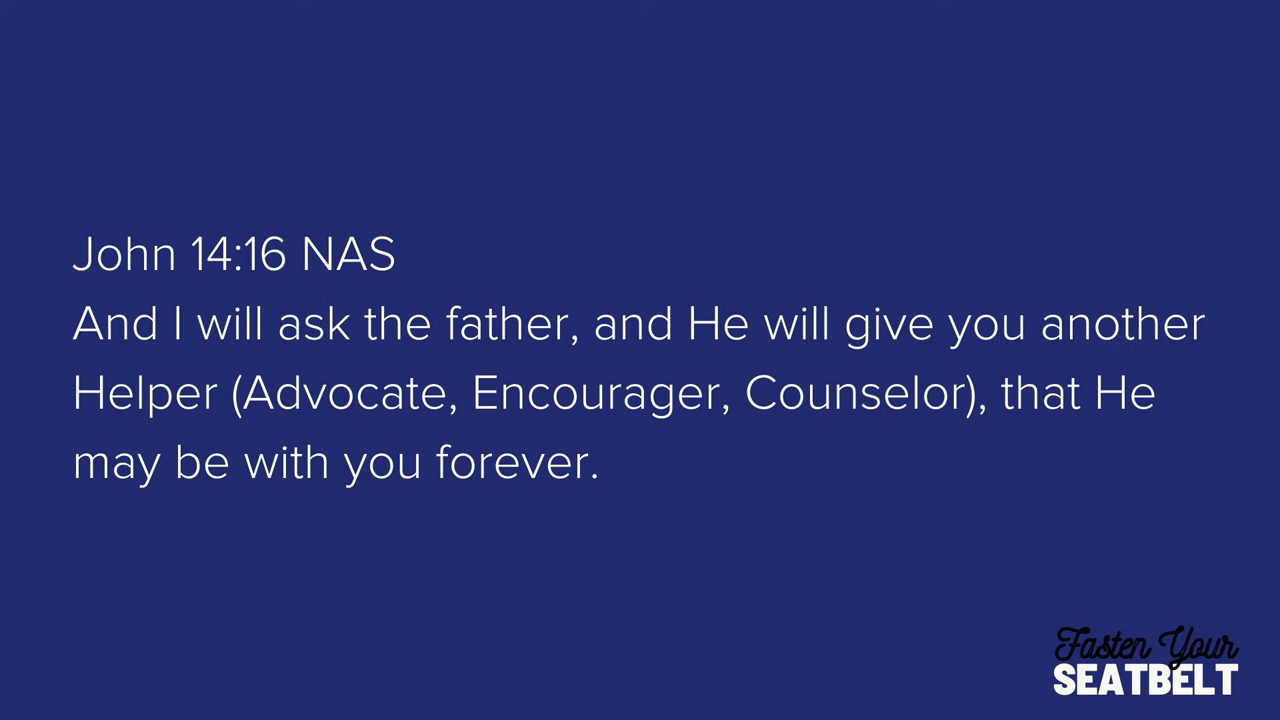 John 14:16 NAS
And I will ask the father, and He will give you another
Helper (Advocate, Encourager, Counselor), that He
may be with you forever.
Fasten Your
SEATBELT